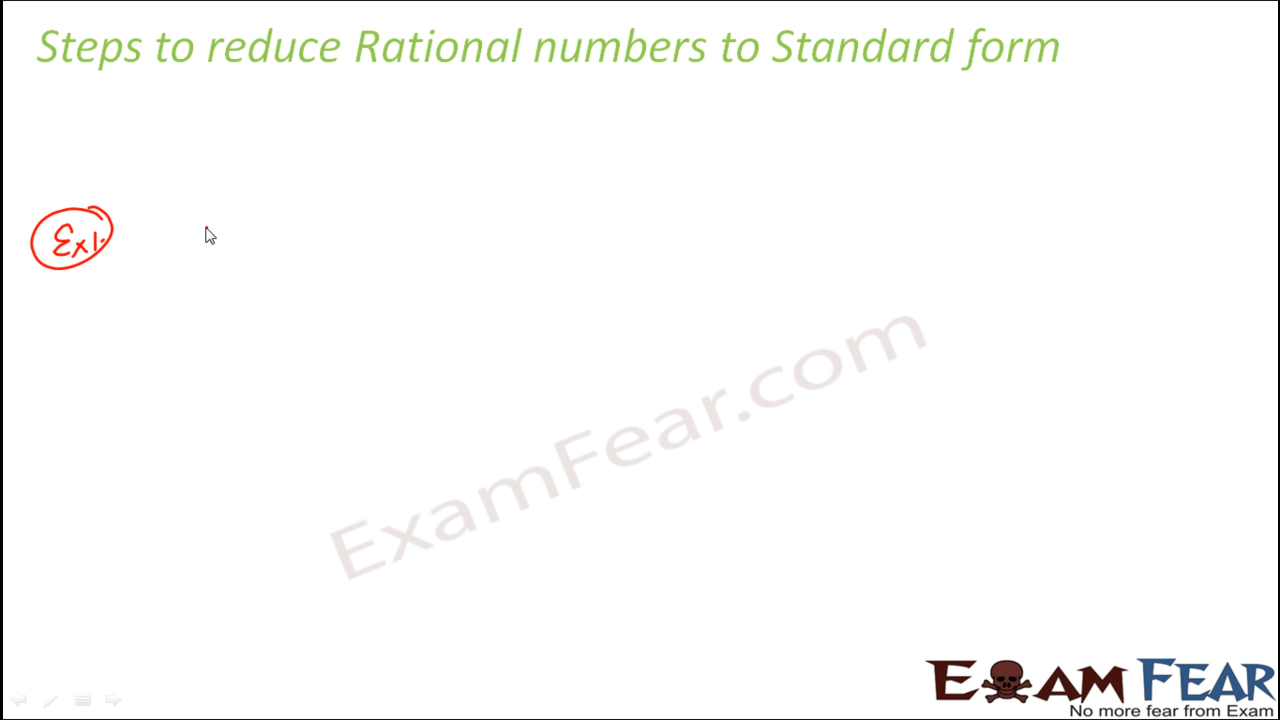 Steps to reduce Rational numbers to Standard form
Ex1.
ExamFear.com
EXAM FEAR
No more fear from Exam